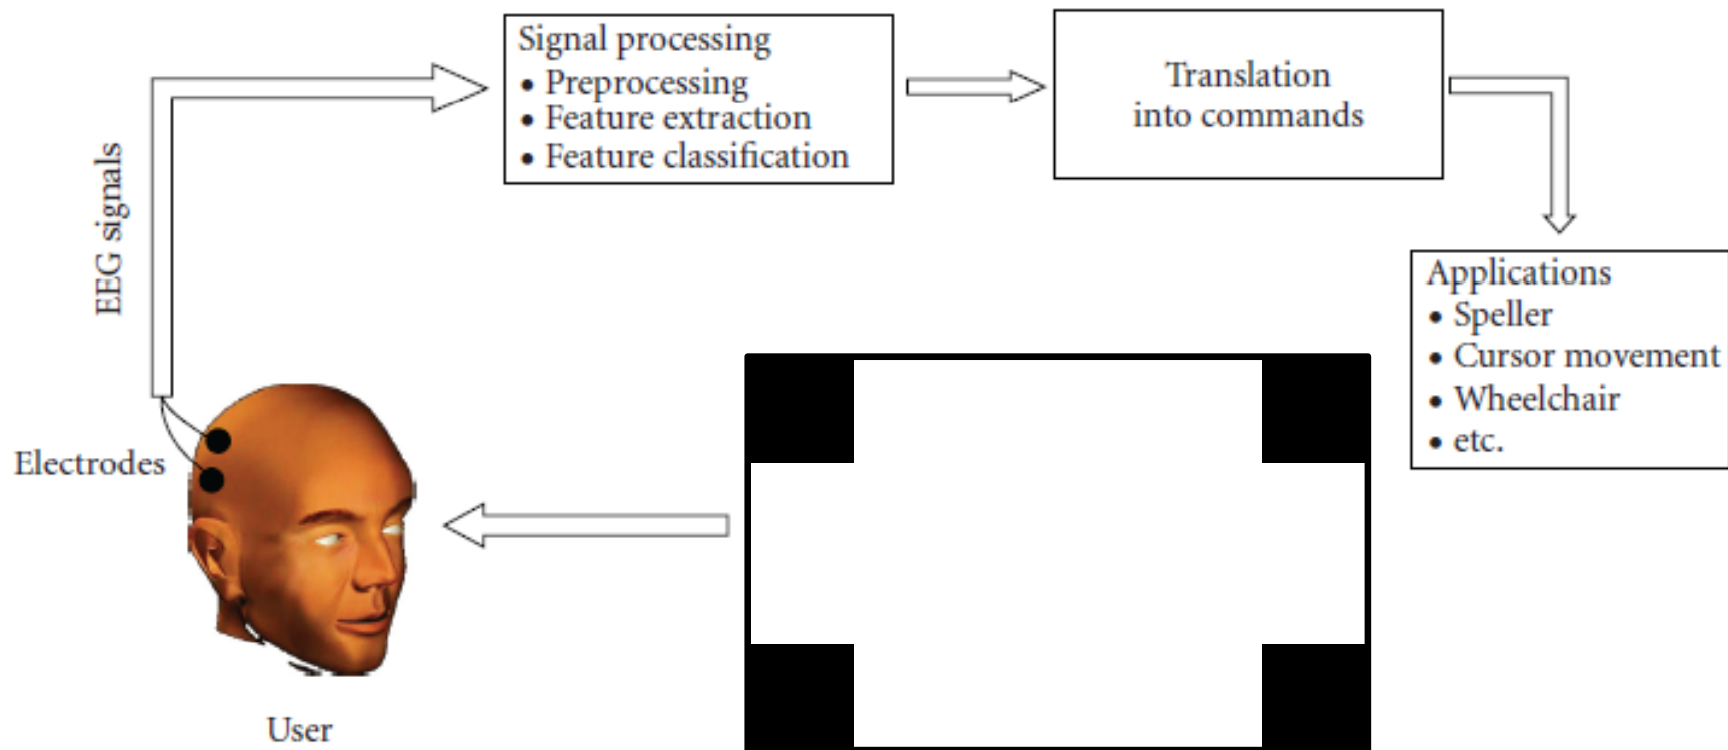 Signal processing
• Preprocessing
• Feature extraction
• Feature classification
Translation
into commands
EEG signals
Applications
• Speller
• Cursor movement
• Wheelchair
• etc.
Electrodes
User